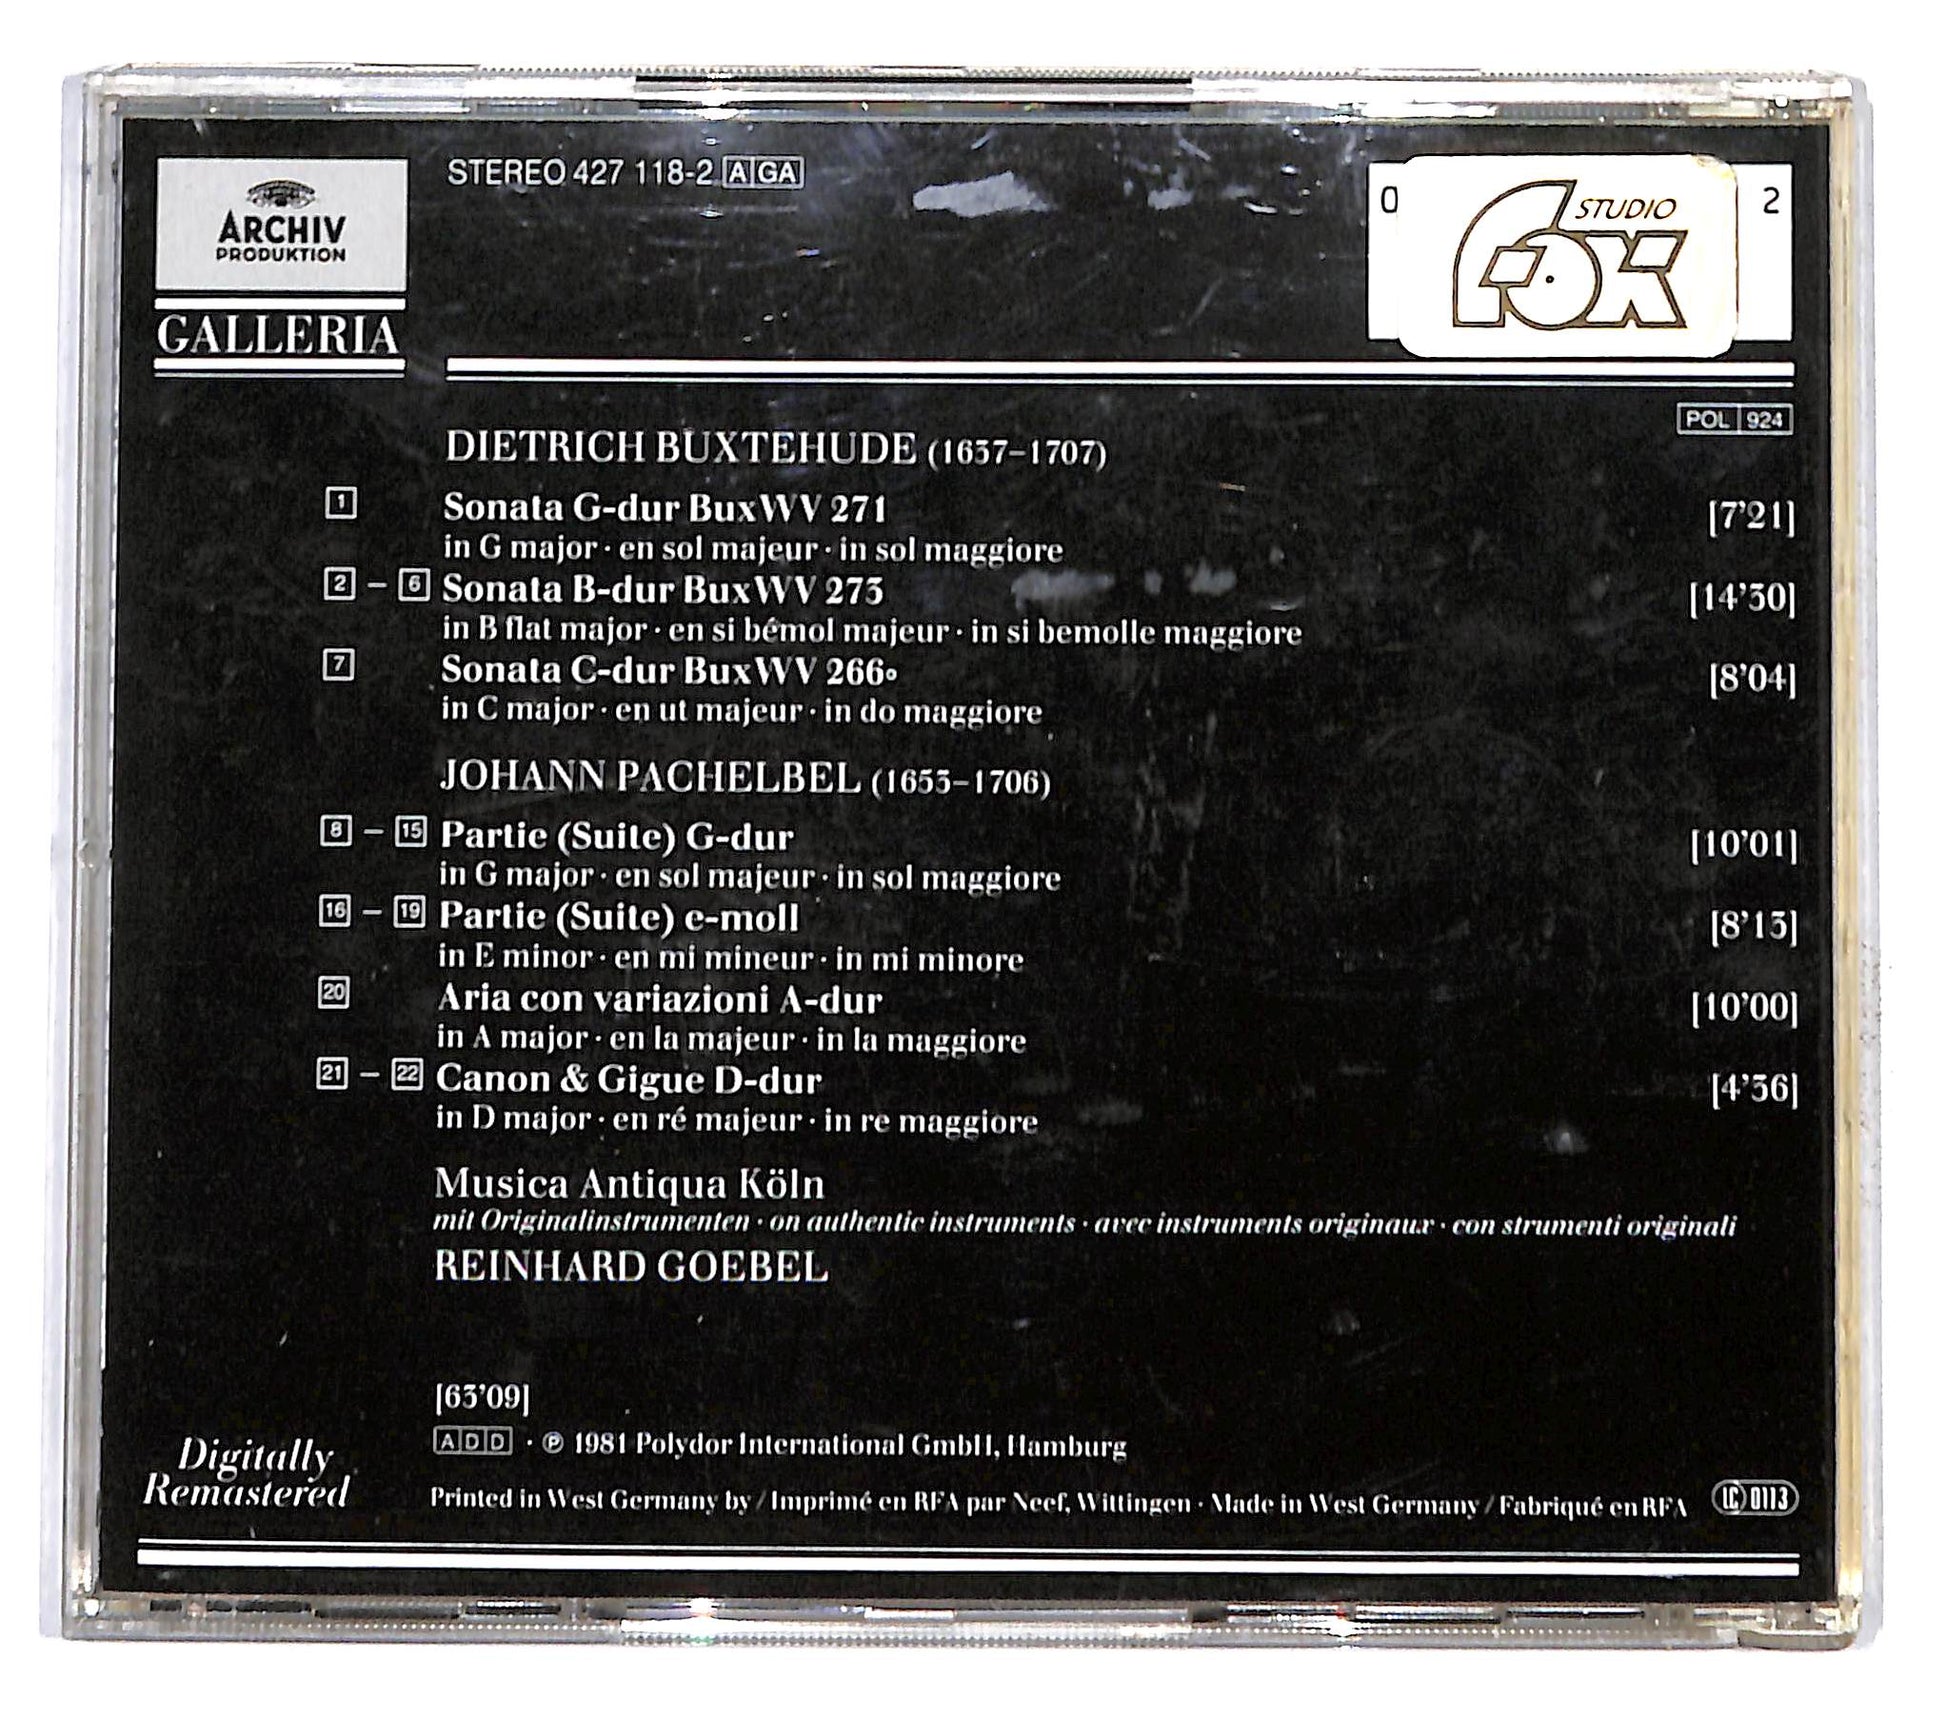 ARCHIV
PRODUKTION
GALLERIA
STEREO 427 118-2 A GA
0 2
STUDIO
FOX
POL 924
DIETRICH BUXTEHUDE (1637–1707)
1 Sonata G-dur BuxWV 271 [7'21]
in G major · en sol majeur · in sol maggiore
2 – 6 Sonata B-dur BuxWV 273 [14'30]
in B flat major · en si bémol majeur · in si bemolle maggiore
7 Sonata C-dur BuxWV 266° [8'04]
in C major · en ut majeur · in do maggiore
JOHANN PACHELBEL (1653–1706)
8 – 15 Partie (Suite) G-dur [10'01]
in G major · en sol majeur · in sol maggiore
16 – 19 Partie (Suite) e-moll [8'13]
in E minor · en mi mineur · in mi minore
20 Aria con variazioni A-dur [10'00]
in A major · en la majeur · in la maggiore
21 – 22 Canon & Gigue D-dur [4'36]
in D major · en ré majeur · in re maggiore
Musica Antiqua Köln
mit Originalinstrumenten · on authentic instruments · avec instruments originaux · con strumenti originali
REINHARD GOEBEL
[63'09]
ADD · ℗ 1981 Polydor International GmbH, Hamburg
Digitally
Remastered
Printed in West Germany by / Imprimé en RFA par Neef, Wittingen · Made in West Germany / Fabriqué en RFA
LC 0113